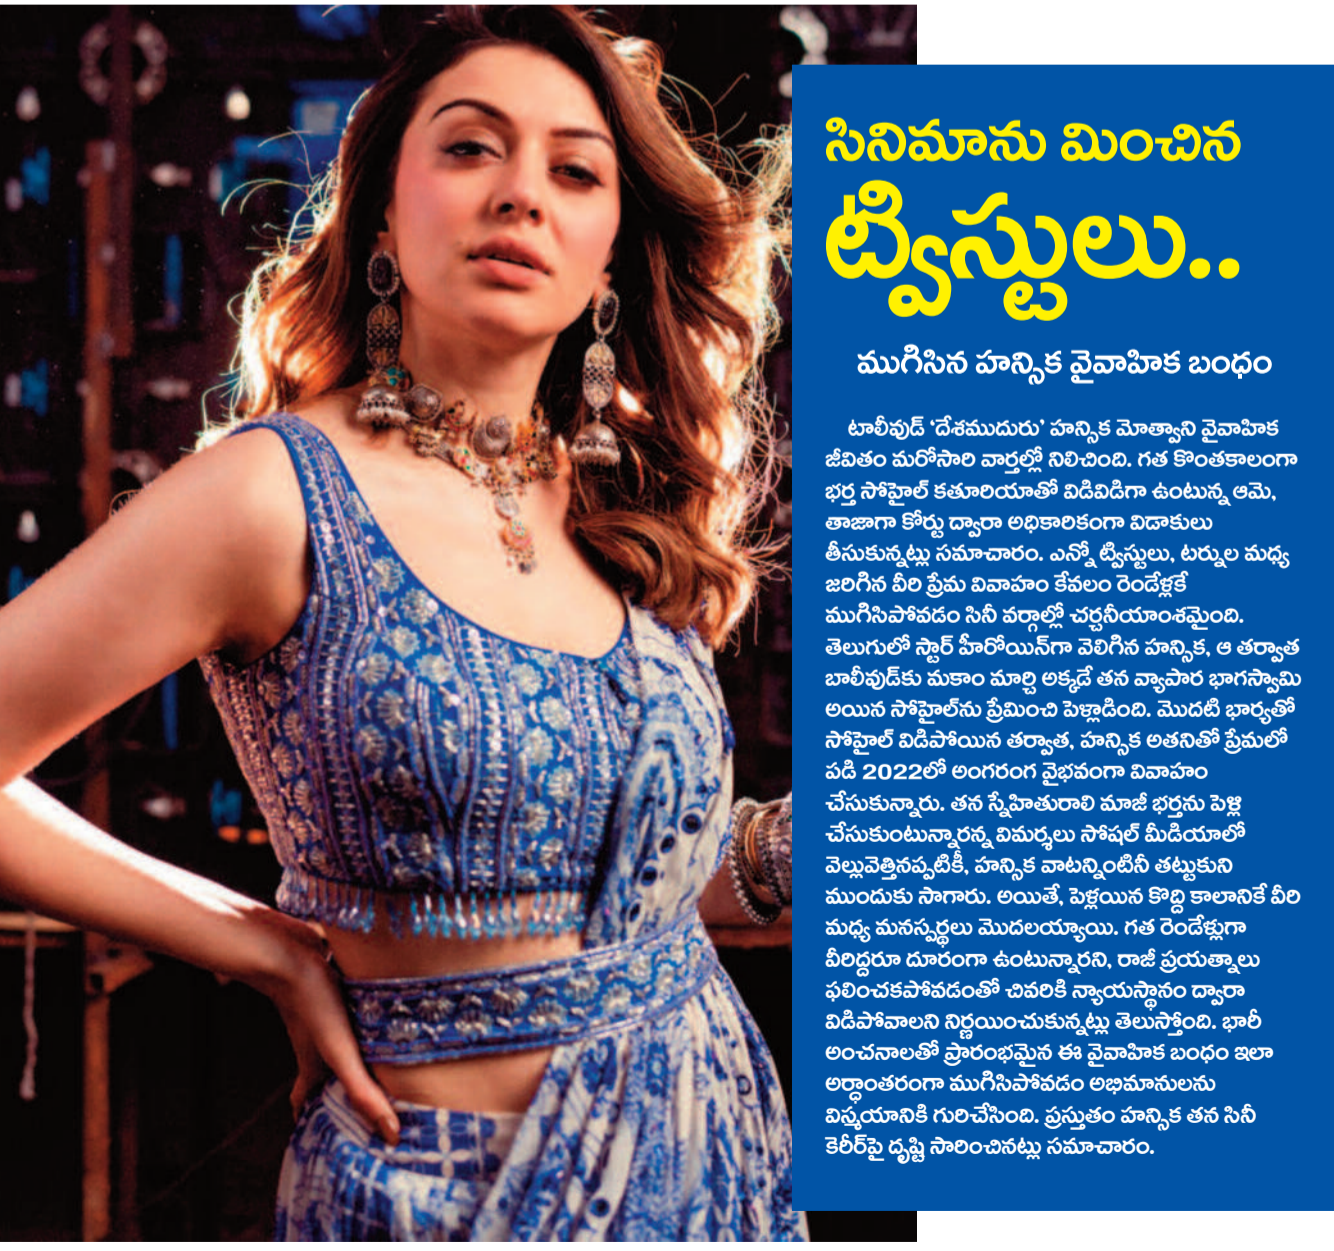 సినిమాను మించిన
ట్విస్టులు..
ముగిసిన హన్సిక వైవాహిక బంధం
టాలీవుడ్ ‘దేశముదురు’ హన్సిక మోత్వాని వైవాహిక
జీవితం మరోసారి వార్తల్లో నిలిచింది. గత కొంతకాలంగా
భర్త సోహైల్ కతూరియాతో విడివిడిగా ఉంటున్న ఆమె,
తాజాగా కోర్టు ద్వారా అధికారికంగా విడాకులు
తీసుకున్నట్లు సమాచారం. ఎన్నో ట్విస్టులు, టర్నుల మధ్య
జరిగిన వీరి ప్రేమ వివాహం కేవలం రెండేళ్లకే
ముగిసిపోవడం సినీ వర్గాల్లో చర్చనీయాంశమైంది.
తెలుగులో స్టార్ హీరోయిన్‌గా వెలిగిన హన్సిక, ఆ తర్వాత
బాలీవుడ్‌కు మకాం మార్చి అక్కడే తన వ్యాపార భాగస్వామి
అయిన సోహైల్‌ను ప్రేమించి పెళ్లాడింది. మొదటి భార్యతో
సోహైల్ విడిపోయిన తర్వాత, హన్సిక అతనితో ప్రేమలో
పడి 2022లో అంగరంగ వైభవంగా వివాహం
చేసుకున్నారు. తన స్నేహితురాలి మాజీ భర్తను పెళ్లి
చేసుకుంటున్నారన్న విమర్శలు సోషల్ మీడియాలో
వెల్లువెత్తినప్పటికీ, హన్సిక వాటన్నింటినీ తట్టుకుని
ముందుకు సాగారు. అయితే, పెళ్లయిన కొద్ది కాలానికే వీరి
మధ్య మనస్పర్థలు మొదలయ్యాయి. గత రెండేళ్లుగా
వీరిద్దరూ దూరంగా ఉంటున్నారని, రాజీ ప్రయత్నాలు
ఫలించకపోవడంతో చివరికి న్యాయస్థానం ద్వారా
విడిపోవాలని నిర్ణయించుకున్నట్లు తెలుస్తోంది. భారీ
అంచనాలతో ప్రారంభమైన ఈ వైవాహిక బంధం ఇలా
అర్ధాంతరంగా ముగిసిపోవడం అభిమానులను
విస్మయానికి గురిచేసింది. ప్రస్తుతం హన్సిక తన సినీ
కెరీర్‌పై దృష్టి సారించినట్లు సమాచారం.